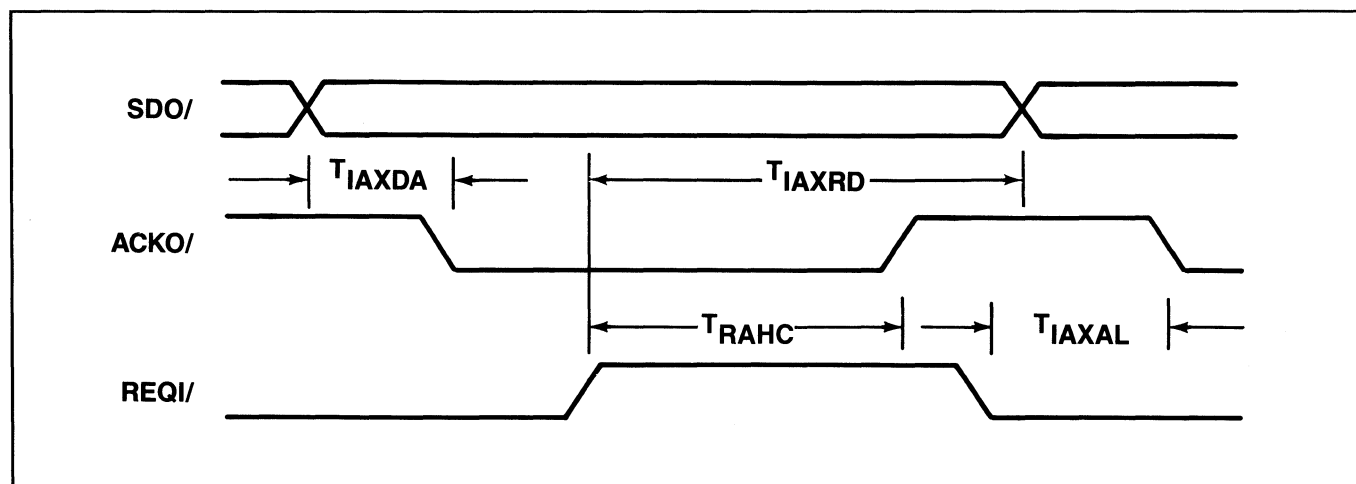 SDO/
TIAXDA
TIAXRD
ACKO/
TRAHC
TIAXAL
REQI/